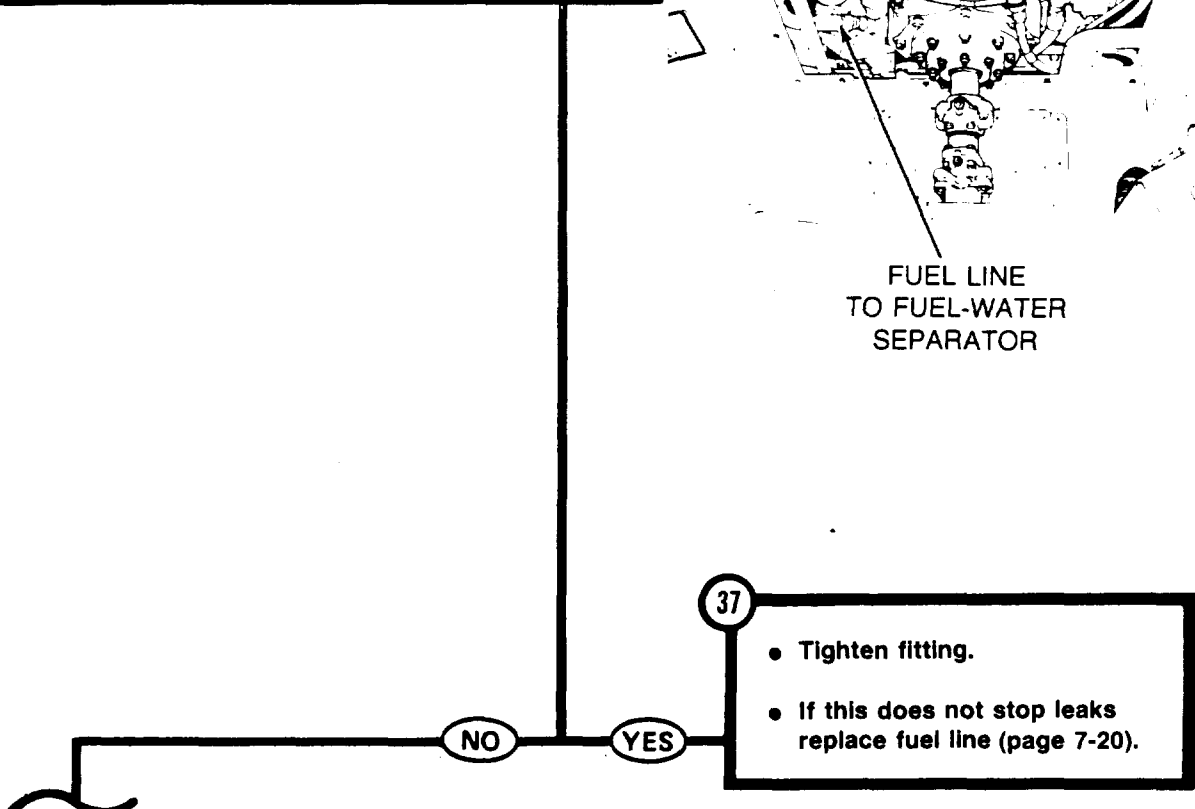 FUEL LINE
TO FUEL-WATER
SEPARATOR
37
• Tighten fitting.
• If this does not stop leaks
replace fuel line (page 7-20).
NO
YES